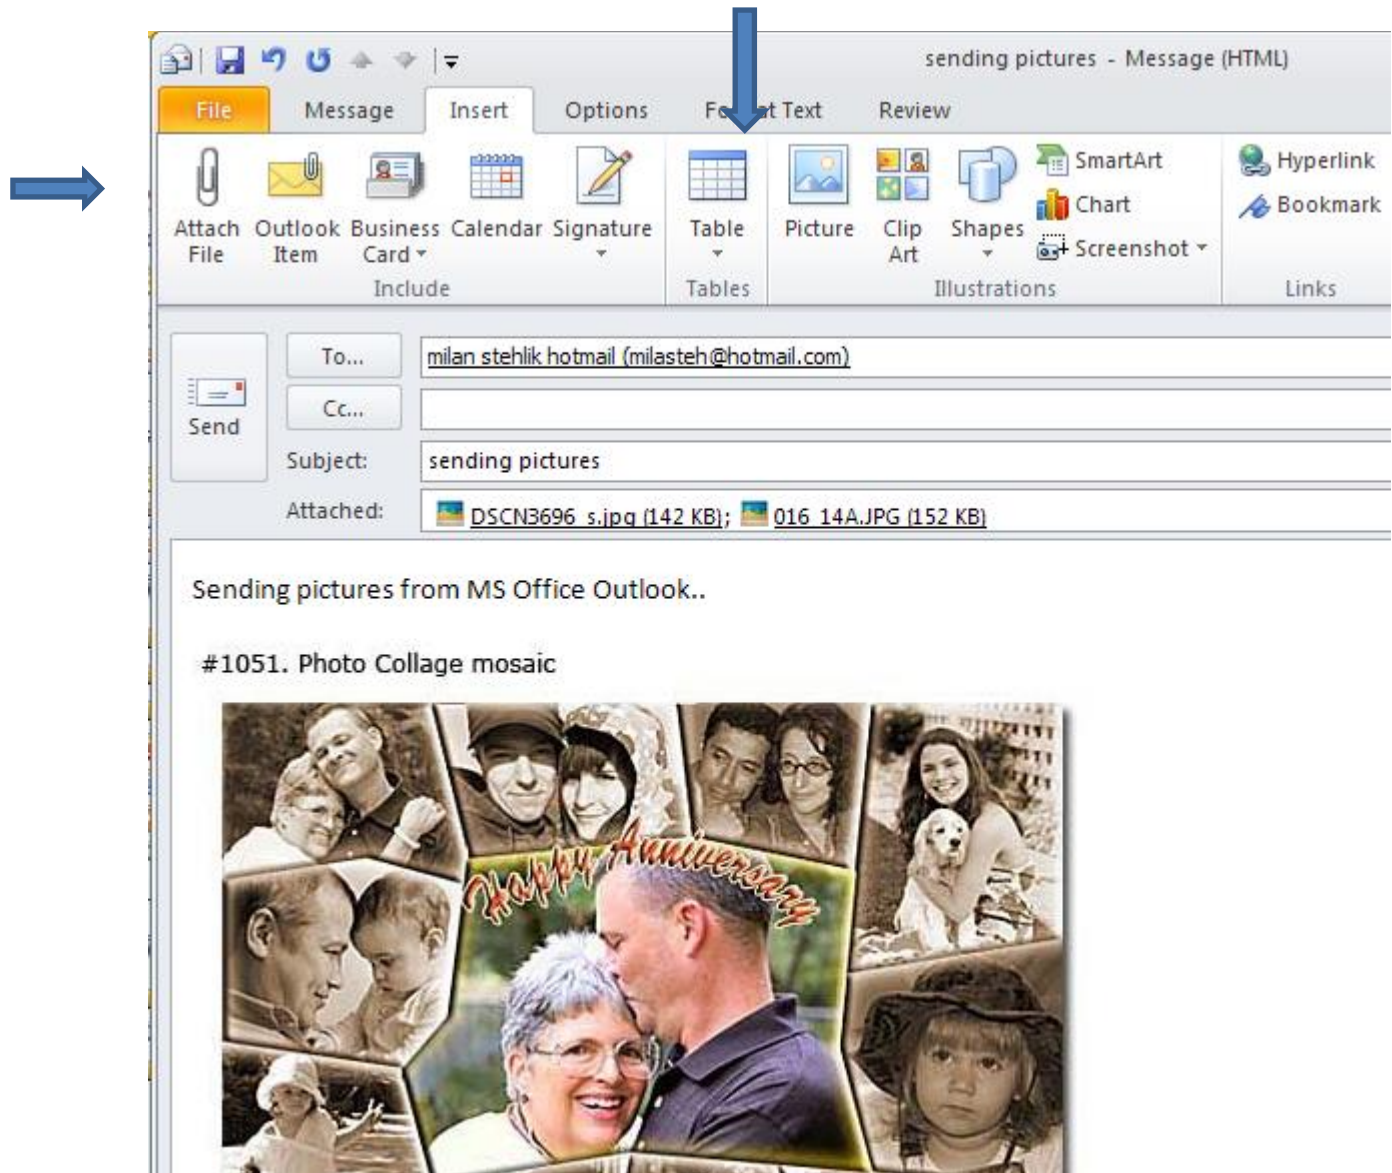 sending pictures - Message (HTML)
File Message Insert Options Format Text Review
Attach File
Outlook Item
Business Card
Calendar
Signature
Include
Table
Tables
Picture
Clip Art
Shapes
SmartArt
Chart
Screenshot
Illustrations
Hyperlink
Bookmark
Links
Send
To... milan stehlik hotmail (milasteh@hotmail.com)
Cc...
Subject: sending pictures
Attached: DSCN3696_s.jpg (142 KB); 016_14A.JPG (152 KB)
Sending pictures from MS Office Outlook..
#1051. Photo Collage mosaic
Happy Anniversary